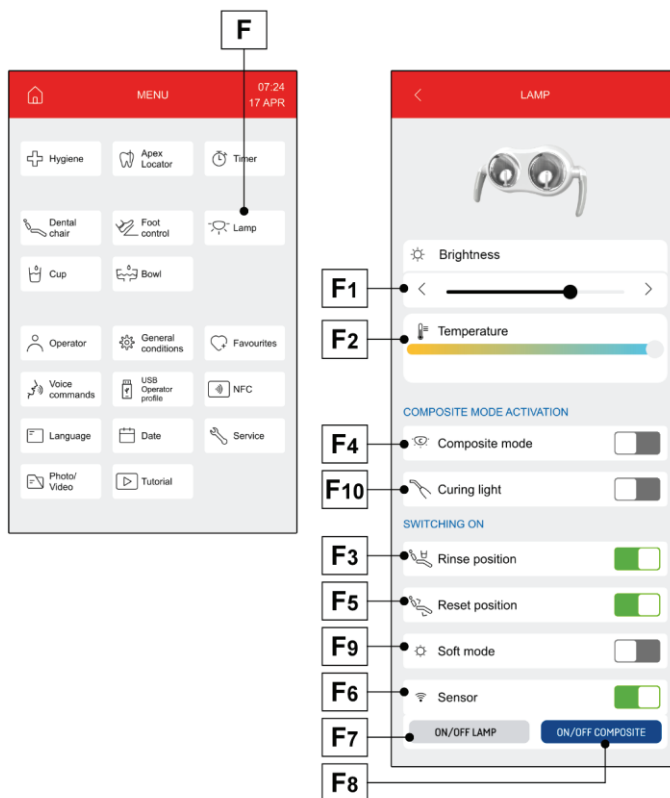 F
MENU
07:24
17 APR
Hygiene
Apex
Locator
Timer
Dental
chair
Foot
control
Lamp
Cup
Bowl
Operator
General
conditions
Favourites
Voice
commands
USB
Operator
profile
NFC
Language
Date
Service
Photo/
Video
Tutorial
LAMP
Brightness
F1
F2
Temperature
COMPOSITE MODE ACTIVATION
F4
Composite mode
F10
Curing light
SWITCHING ON
F3
Rinse position
F5
Reset position
F9
Soft mode
F6
Sensor
F7
ON/OFF LAMP
ON/OFF COMPOSITE
F8